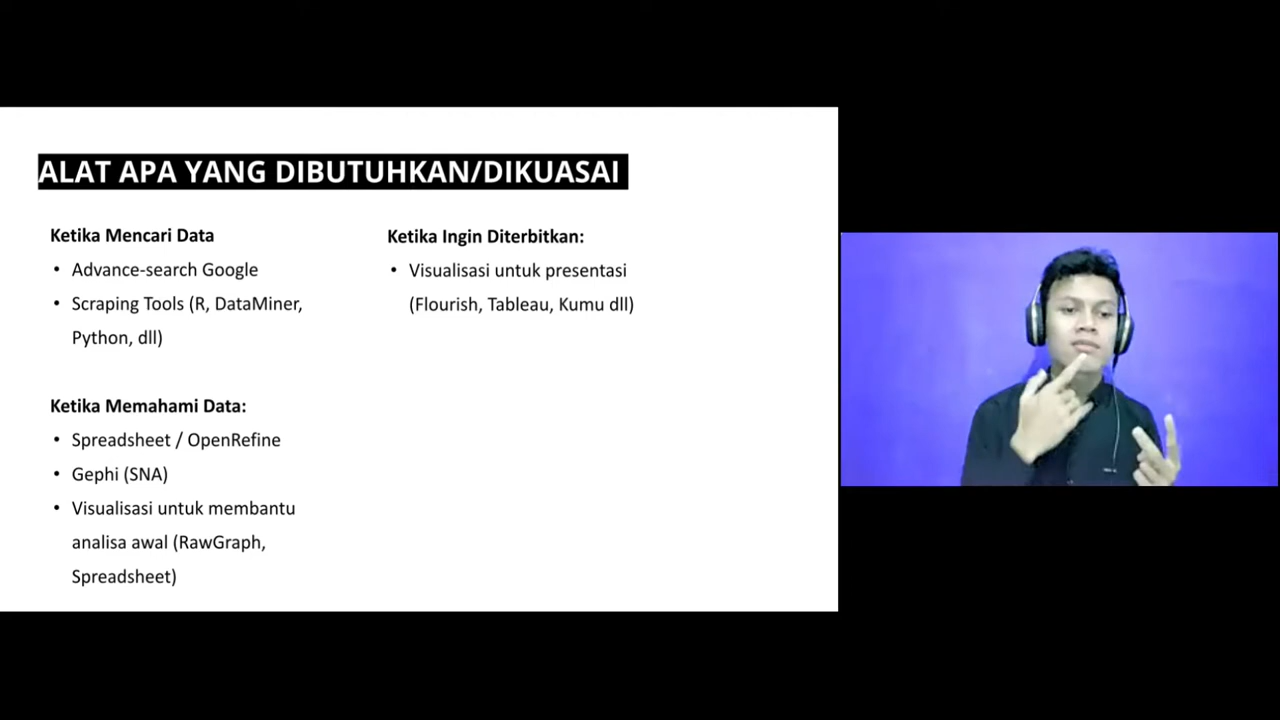 ALAT APA YANG DIBUTUHKAN/DIKUASAI
Ketika Mencari Data
• Advance-search Google
• Scraping Tools (R, DataMiner,
Python, dll)
Ketika Memahami Data:
• Spreadsheet / OpenRefine
• Gephi (SNA)
• Visualisasi untuk membantu
analisa awal (RawGraph,
Spreadsheet)
Ketika Ingin Diterbitkan:
• Visualisasi untuk presentasi
(Flourish, Tableau, Kumu dll)